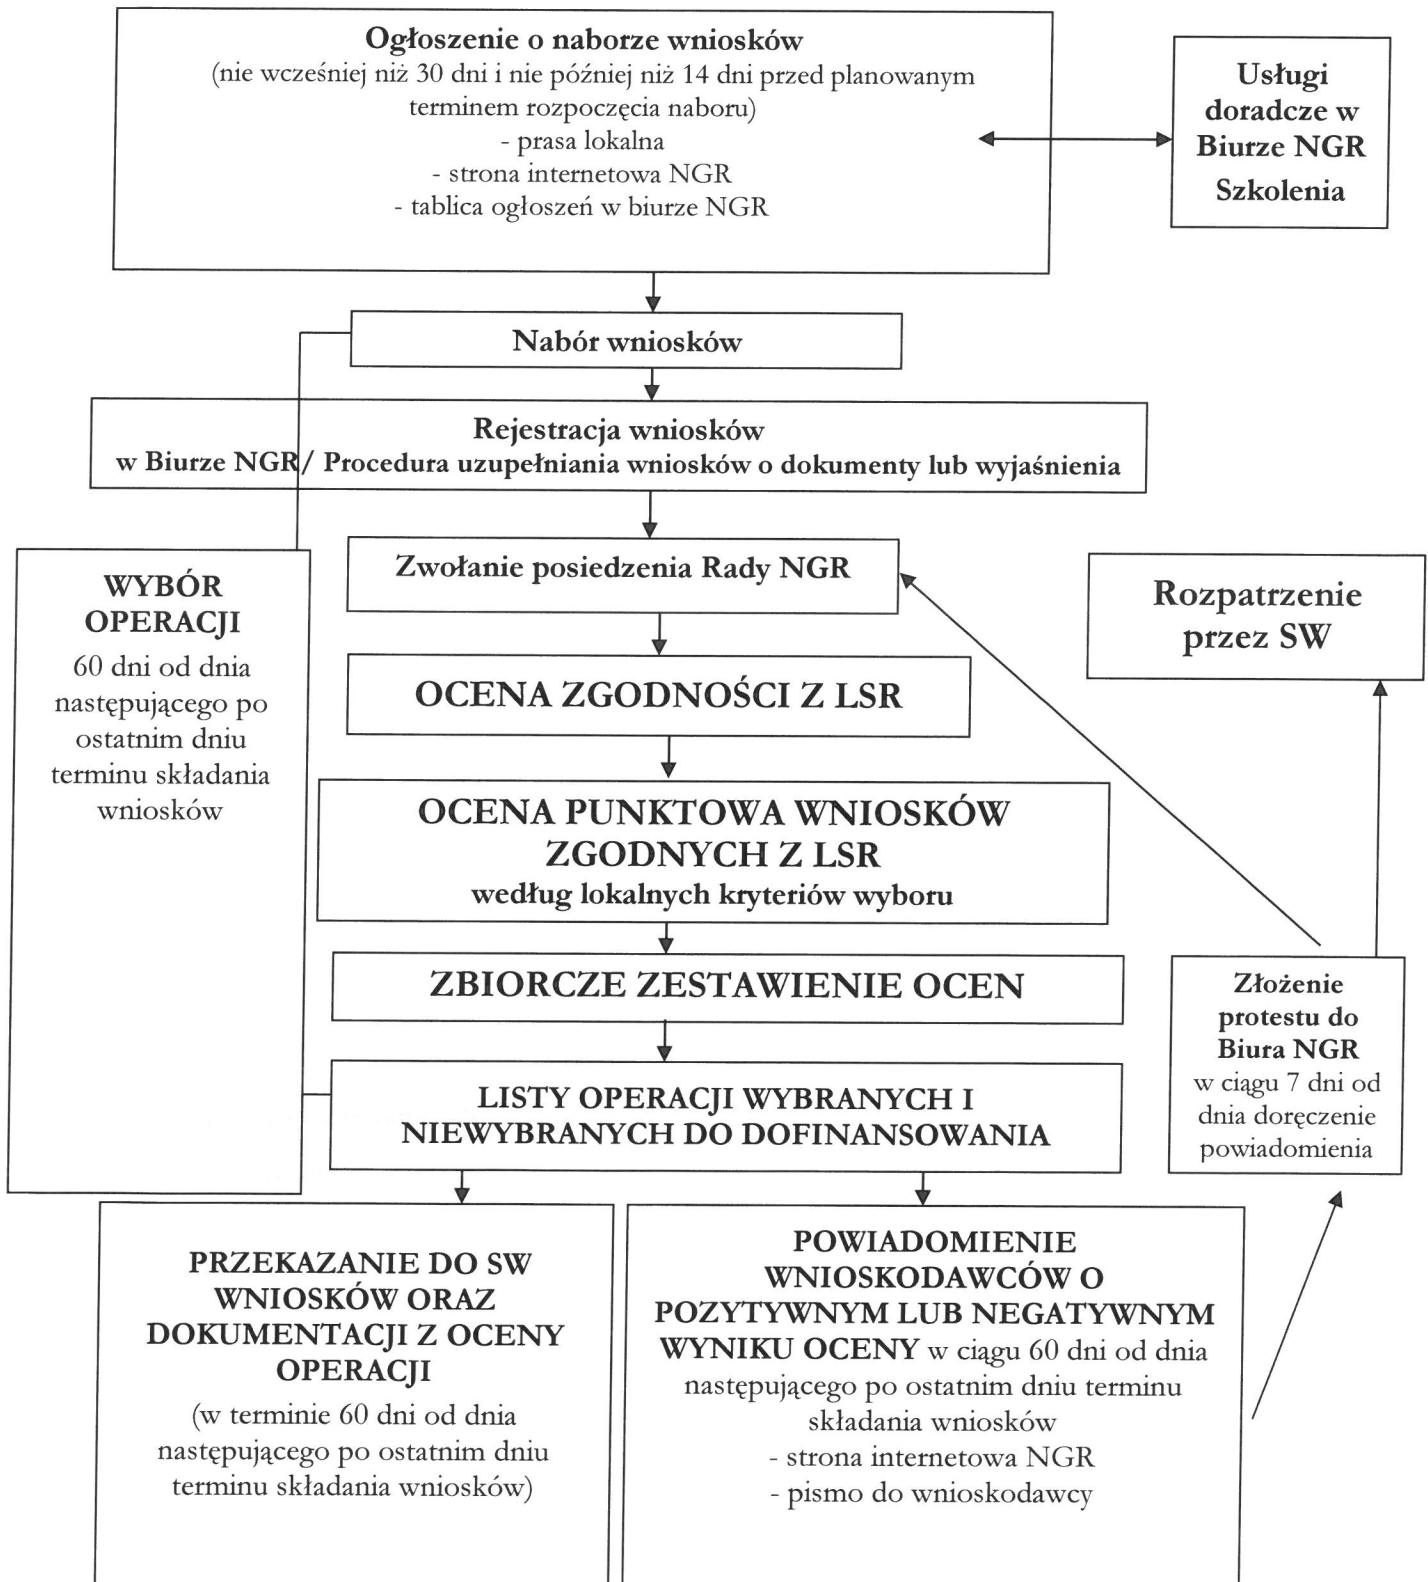 Ogłoszenie o naborze wniosków
(nie wcześniej niż 30 dni i nie później niż 14 dni przed planowanym
terminem rozpoczęcia naboru)
- prasa lokalna
- strona internetowa NGR
- tablica ogłoszeń w biurze NGR
Usługi
doradcze w
Biurze NGR
Szkolenia
Nabór wniosków
Rejestracja wniosków
w Biurze NGR/ Procedura uzupełniania wniosków o dokumenty lub wyjaśnienia
WYBÓR
OPERACJI
60 dni od dnia
następującego po
ostatnim dniu
terminu składania
wniosków
Zwołanie posiedzenia Rady NGR
Rozpatrzenie
przez SW
OCENA ZGODNOŚCI Z LSR
OCENA PUNKTOWA WNIOSKÓW
ZGODNYCH Z LSR
według lokalnych kryteriów wyboru
ZBIORCZE ZESTAWIENIE OCEN
Złożenie
protestu do
Biura NGR
w ciągu 7 dni od
dnia doręczenie
powiadomienia
LISTY OPERACJI WYBRANYCH I
NIEWYBRANYCH DO DOFINANSOWANIA
PRZEKAZANIE DO SW
WNIOSKÓW ORAZ
DOKUMENTACJI Z OCENY
OPERACJI
(w terminie 60 dni od dnia
następującego po ostatnim dniu
terminu składania wniosków)
POWIADOMIENIE
WNIOSKODAWCÓW O
POZYTYWNYM LUB NEGATYWNYM
WYNIKU OCENY w ciągu 60 dni od dnia
następującego po ostatnim dniu terminu
składania wniosków
- strona internetowa NGR
- pismo do wnioskodawcy